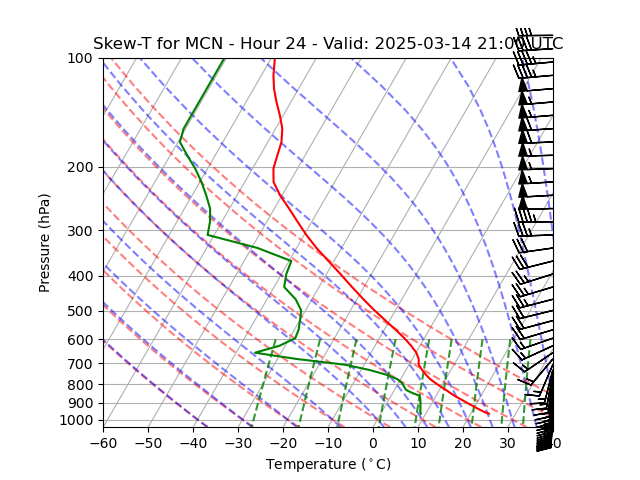 Skew-T for MCN - Hour 24 - Valid: 2025-03-14 21:00 UTC
100
200
300
400
500
600
700
800
900
1000
Pressure (hPa)
−60 −50 −40 −30 −20 −10 0 10 20 30 40
Temperature (°C)